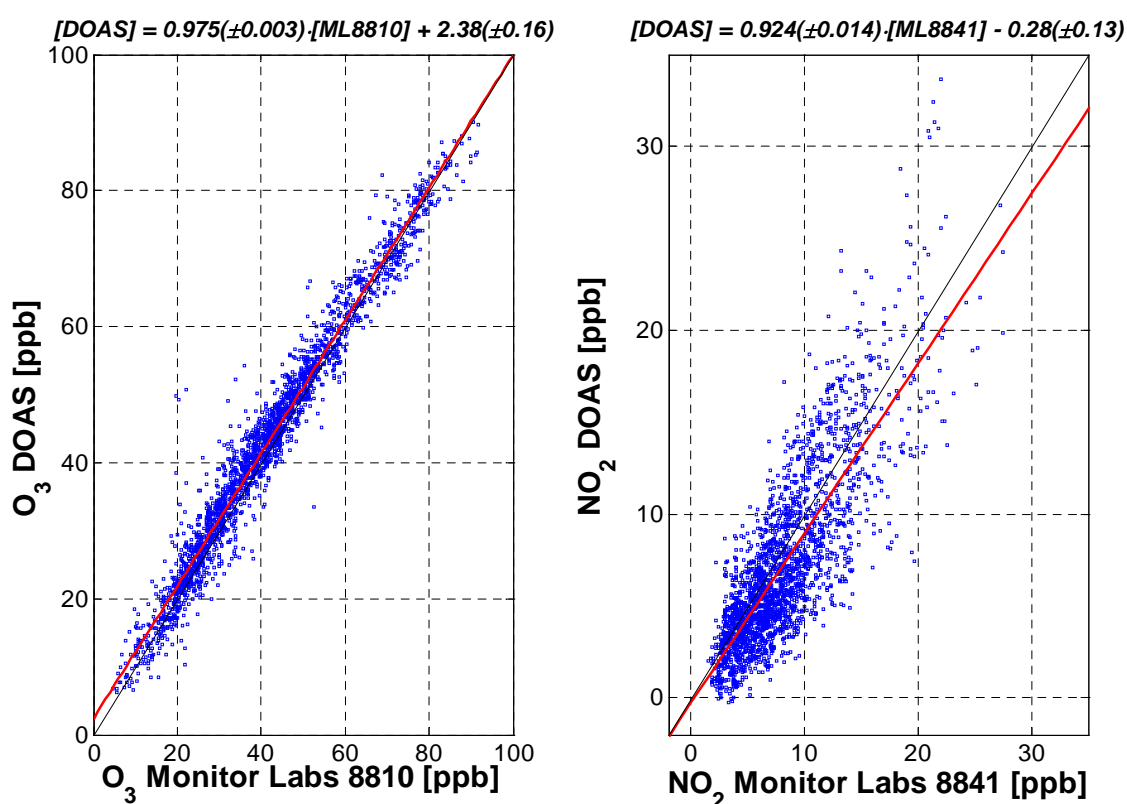 [DOAS] = 0.975(±0.003)·[ML8810] + 2.38(±0.16)
100
80
60
40
20
0
O3 DOAS [ppb]
0 20 40 60 80 100
O3 Monitor Labs 8810 [ppb]
[DOAS] = 0.924(±0.014)·[ML8841] - 0.28(±0.13)
30
20
10
0
NO2 DOAS [ppb]
0 10 20 30
NO2 Monitor Labs 8841 [ppb]